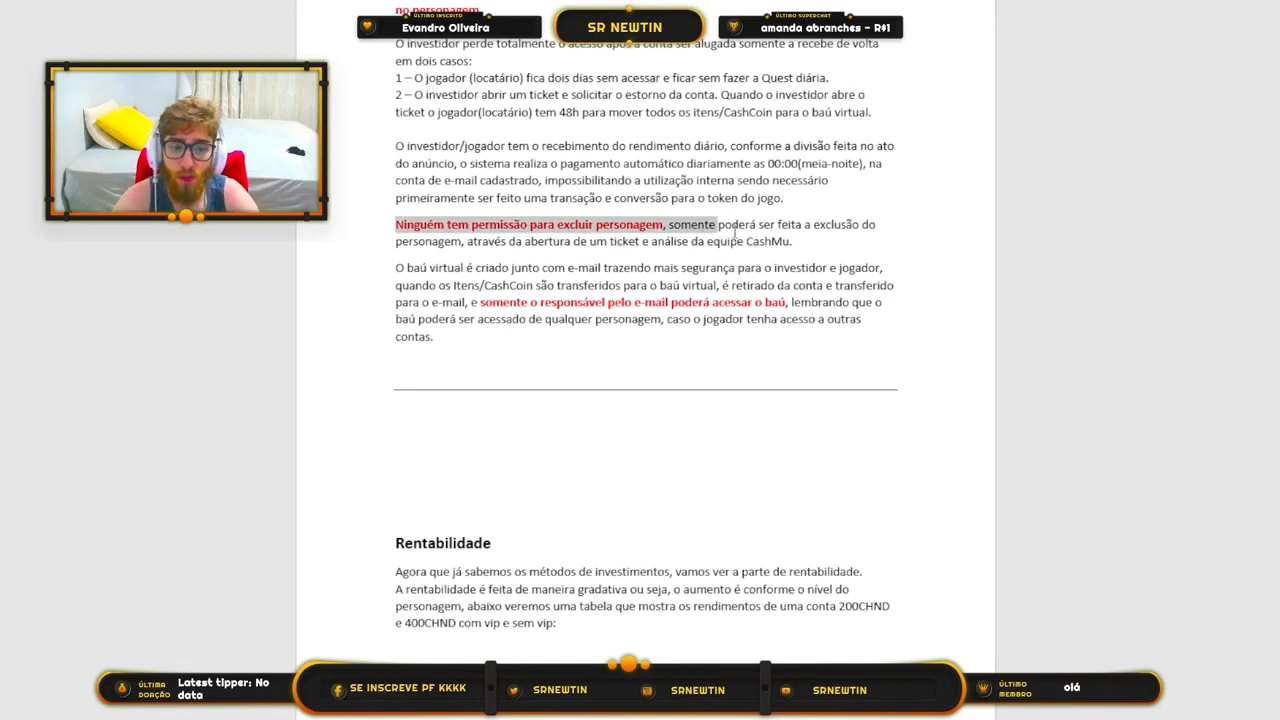 no personagem
ÚLTIMO INSCRITO
Evandro Oliveira
SR NEWTIN
ÚLTIMO SUPERCHAT
amanda abranches - R$1
O investidor perde totalmente o acesso após a conta ser alugada somente a recebe de volta
em dois casos:
1 – O jogador (locatário) fica dois dias sem acessar e ficar sem fazer a Quest diária.
2 – O investidor abrir um ticket e solicitar o estorno da conta. Quando o investidor abre o
ticket o jogador(locatário) tem 48h para mover todos os itens/CashCoin para o baú virtual.
O investidor/jogador tem o recebimento do rendimento diário, conforme a divisão feita no ato
do anúncio, o sistema realiza o pagamento automático diariamente as 00:00(meia-noite), na
conta de e-mail cadastrado, impossibilitando a utilização interna sendo necessário
primeiramente ser feito uma transação e conversão para o token do jogo.
Ninguém tem permissão para excluir personagem, somente poderá ser feita a exclusão do
personagem, através da abertura de um ticket e análise da equipe CashMu.
O baú virtual é criado junto com e-mail trazendo mais segurança para o investidor e jogador,
quando os Itens/CashCoin são transferidos para o baú virtual, é retirado da conta e transferido
para o e-mail, e somente o responsável pelo e-mail poderá acessar o baú, lembrando que o
baú poderá ser acessado de qualquer personagem, caso o jogador tenha acesso a outras
contas.
Rentabilidade
Agora que já sabemos os métodos de investimentos, vamos ver a parte de rentabilidade.
A rentabilidade é feita de maneira gradativa ou seja, o aumento é conforme o nível do
personagem, abaixo veremos uma tabela que mostra os rendimentos de uma conta 200CHND
e 400CHND com vip e sem vip:
ÚLTIMA
DOAÇÃO
Latest tipper: No
data
SE INSCREVE PF KKKK
SRNEWTIN
SRNEWTIN
SRNEWTIN
ÚLTIMO
MEMBRO
olá